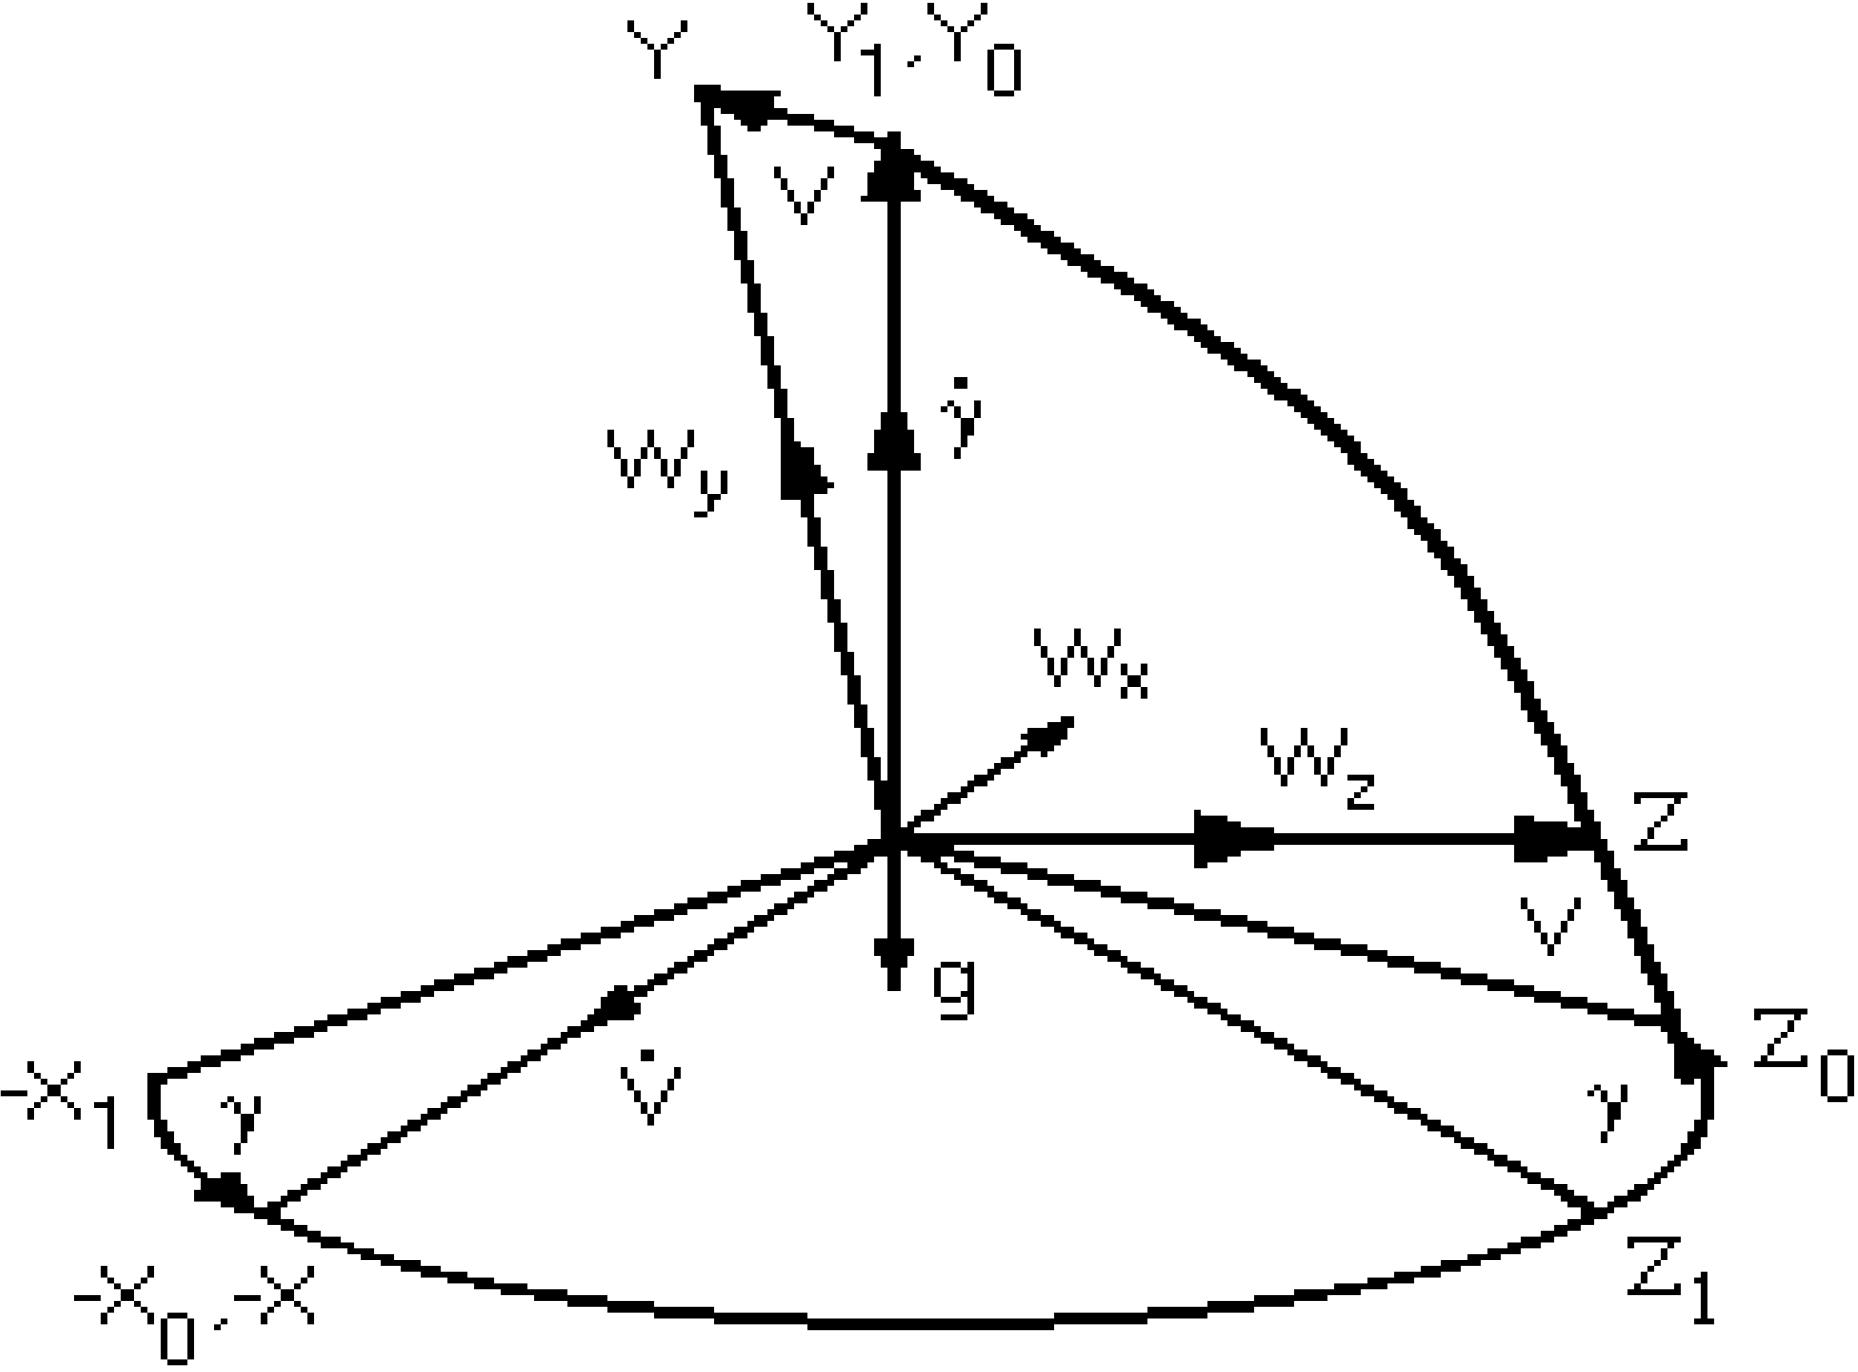 Y
Y₁,Y₀
V
γ̇
Wy
Wx
Wz
Z
V
g
Z₀
V̇
-X₁
γ
γ
Z₁
-X₀,-X